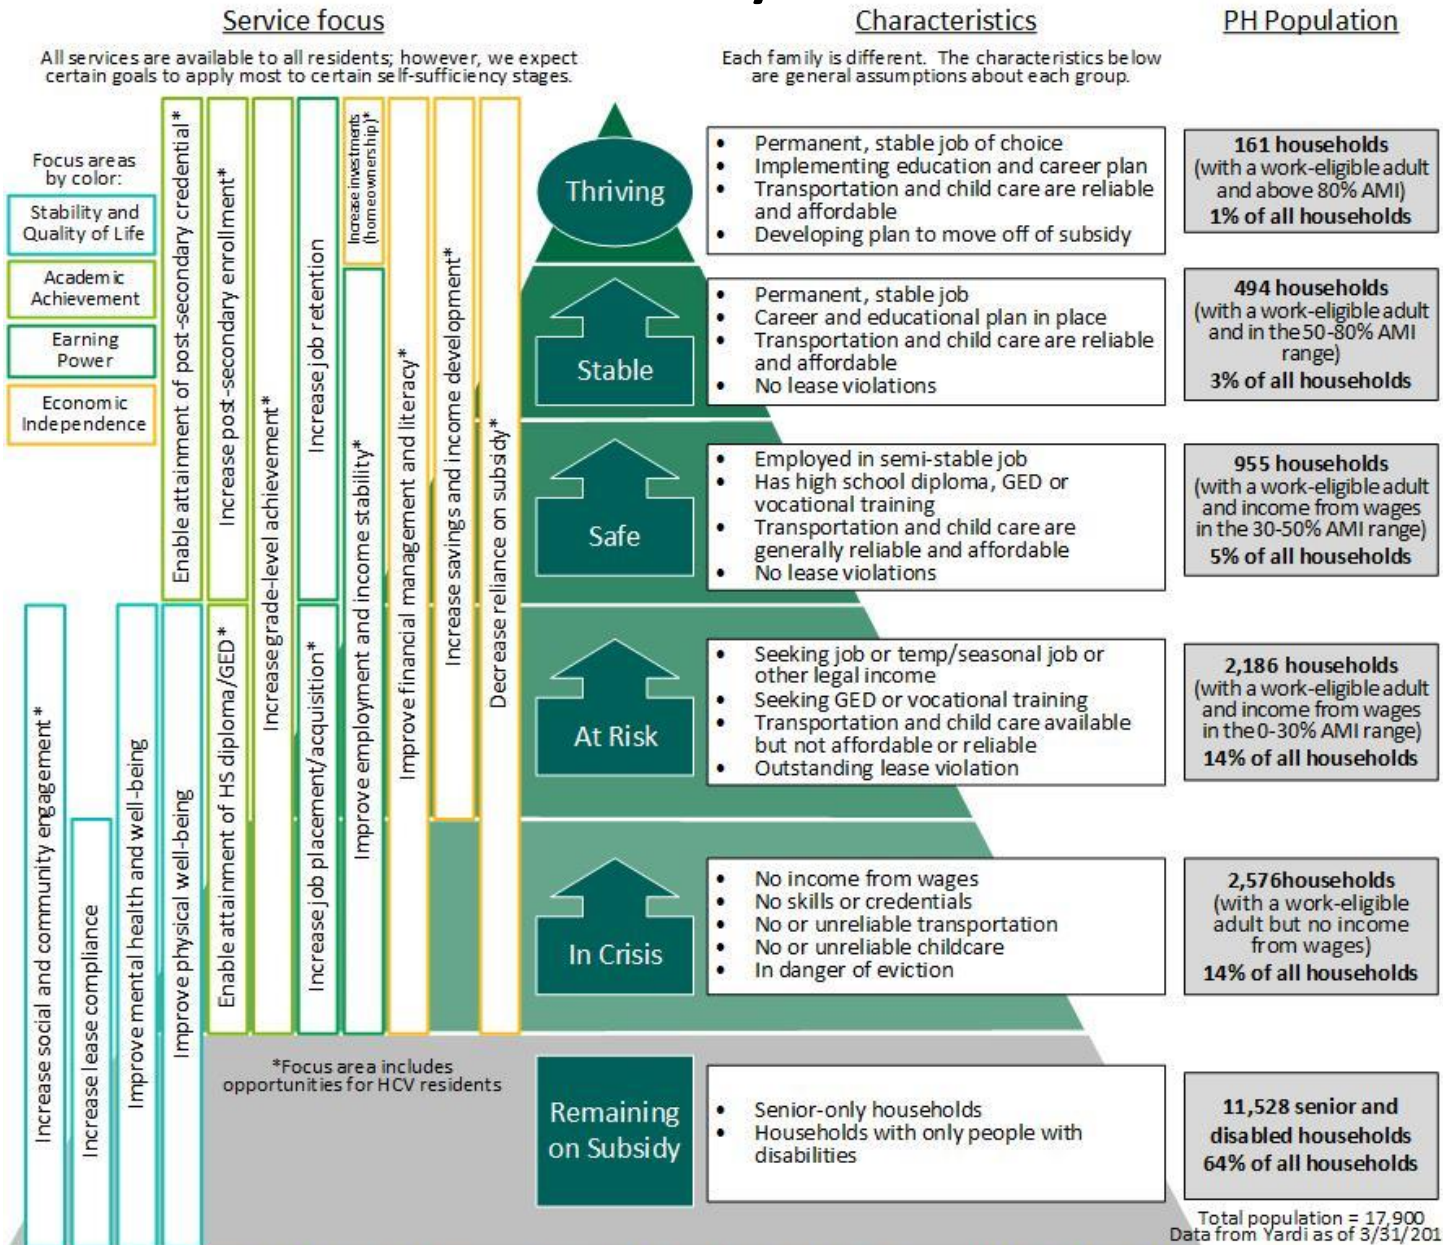 Service focus
All services are available to all residents; however, we expect
certain goals to apply most to certain self-sufficiency stages.
Characteristics
Each family is different. The characteristics below
are general assumptions about each group.
PH Population
Focus areas
by color:
Stability and
Quality of Life
Academic
Achievement
Earning
Power
Economic
Independence
Increase social and community engagement*
Increase lease compliance
Improve mental health and well-being
Improve physical well-being
Enable attainment of post-secondary credential*
Increase post-secondary enrollment*
Enable attainment of HS diploma/GED*
Increase grade-level achievement*
Increase job retention
Increase job placement/acquisition*
Increase investments
(homeownership)*
Improve employment and income stability*
Improve financial management and literacy*
Increase savings and income development*
Decrease reliance on subsidy*
*Focus area includes
opportunities for HCV residents
Thriving
• Permanent, stable job of choice
• Implementing education and career plan
• Transportation and child care are reliable
and affordable
• Developing plan to move off of subsidy
161 households
(with a work-eligible adult
and above 80% AMI)
1% of all households
Stable
• Permanent, stable job
• Career and educational plan in place
• Transportation and child care are reliable
and affordable
• No lease violations
494 households
(with a work-eligible adult
and in the 50-80% AMI
range)
3% of all households
Safe
• Employed in semi-stable job
• Has high school diploma, GED or
vocational training
• Transportation and child care are
generally reliable and affordable
• No lease violations
955 households
(with a work-eligible adult
and income from wages
in the 30-50% AMI range)
5% of all households
At Risk
• Seeking job or temp/seasonal job or
other legal income
• Seeking GED or vocational training
• Transportation and child care available
but not affordable or reliable
• Outstanding lease violation
2,186 households
(with a work-eligible adult
and income from wages
in the 0-30% AMI range)
14% of all households
In Crisis
• No income from wages
• No skills or credentials
• No or unreliable transportation
• No or unreliable childcare
• In danger of eviction
2,576households
(with a work-eligible
adult but no income
from wages)
14% of all households
Remaining
on Subsidy
• Senior-only households
• Households with only people with
disabilities
11,528 senior and
disabled households
64% of all households
Total population = 17,900
Data from Yardi as of 3/31/201